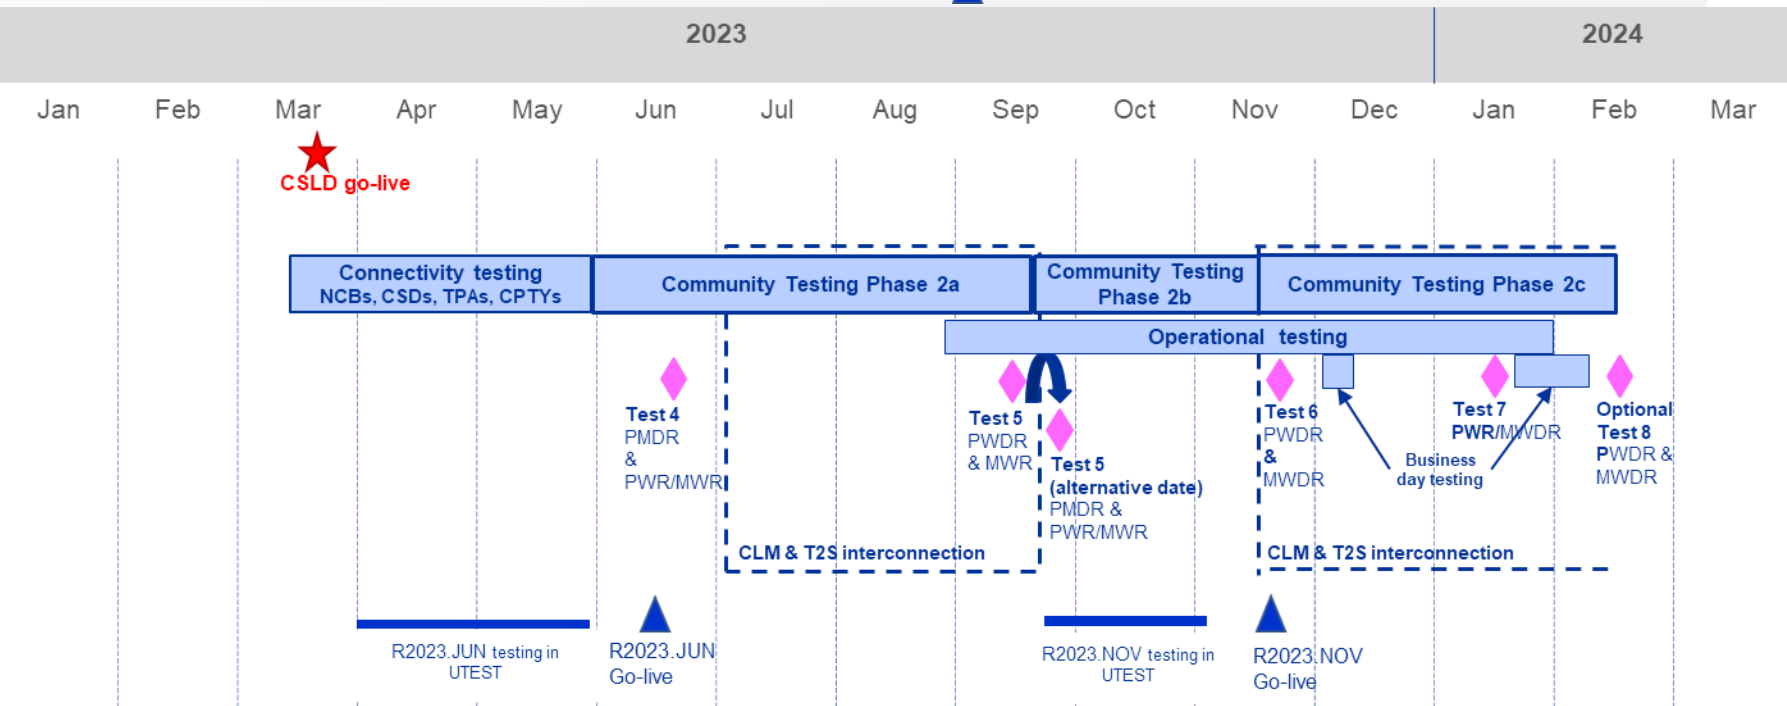 2023
2024
Jan
Feb
Mar
Apr
May
Jun
Jul
Aug
Sep
Oct
Nov
Dec
Jan
Feb
Mar
CSLD go-live
Connectivity testing
NCBs, CSDs, TPAs, CPTYs
Community Testing Phase 2a
Community Testing
Phase 2b
Community Testing Phase 2c
Operational testing
Test 4
PMDR
&
PWR/MWR
Test 5
PWDR
& MWR
Test 5
(alternative date)
PMDR &
PWR/MWR
Test 6
PWDR
&
MWDR
Business
day testing
Test 7
PWR/MWDR
Optional
Test 8
PWDR &
MWDR
CLM & T2S interconnection
CLM & T2S interconnection
R2023.JUN testing in
UTEST
R2023.JUN
Go-live
R2023.NOV testing in
UTEST
R2023.NOV
Go-live